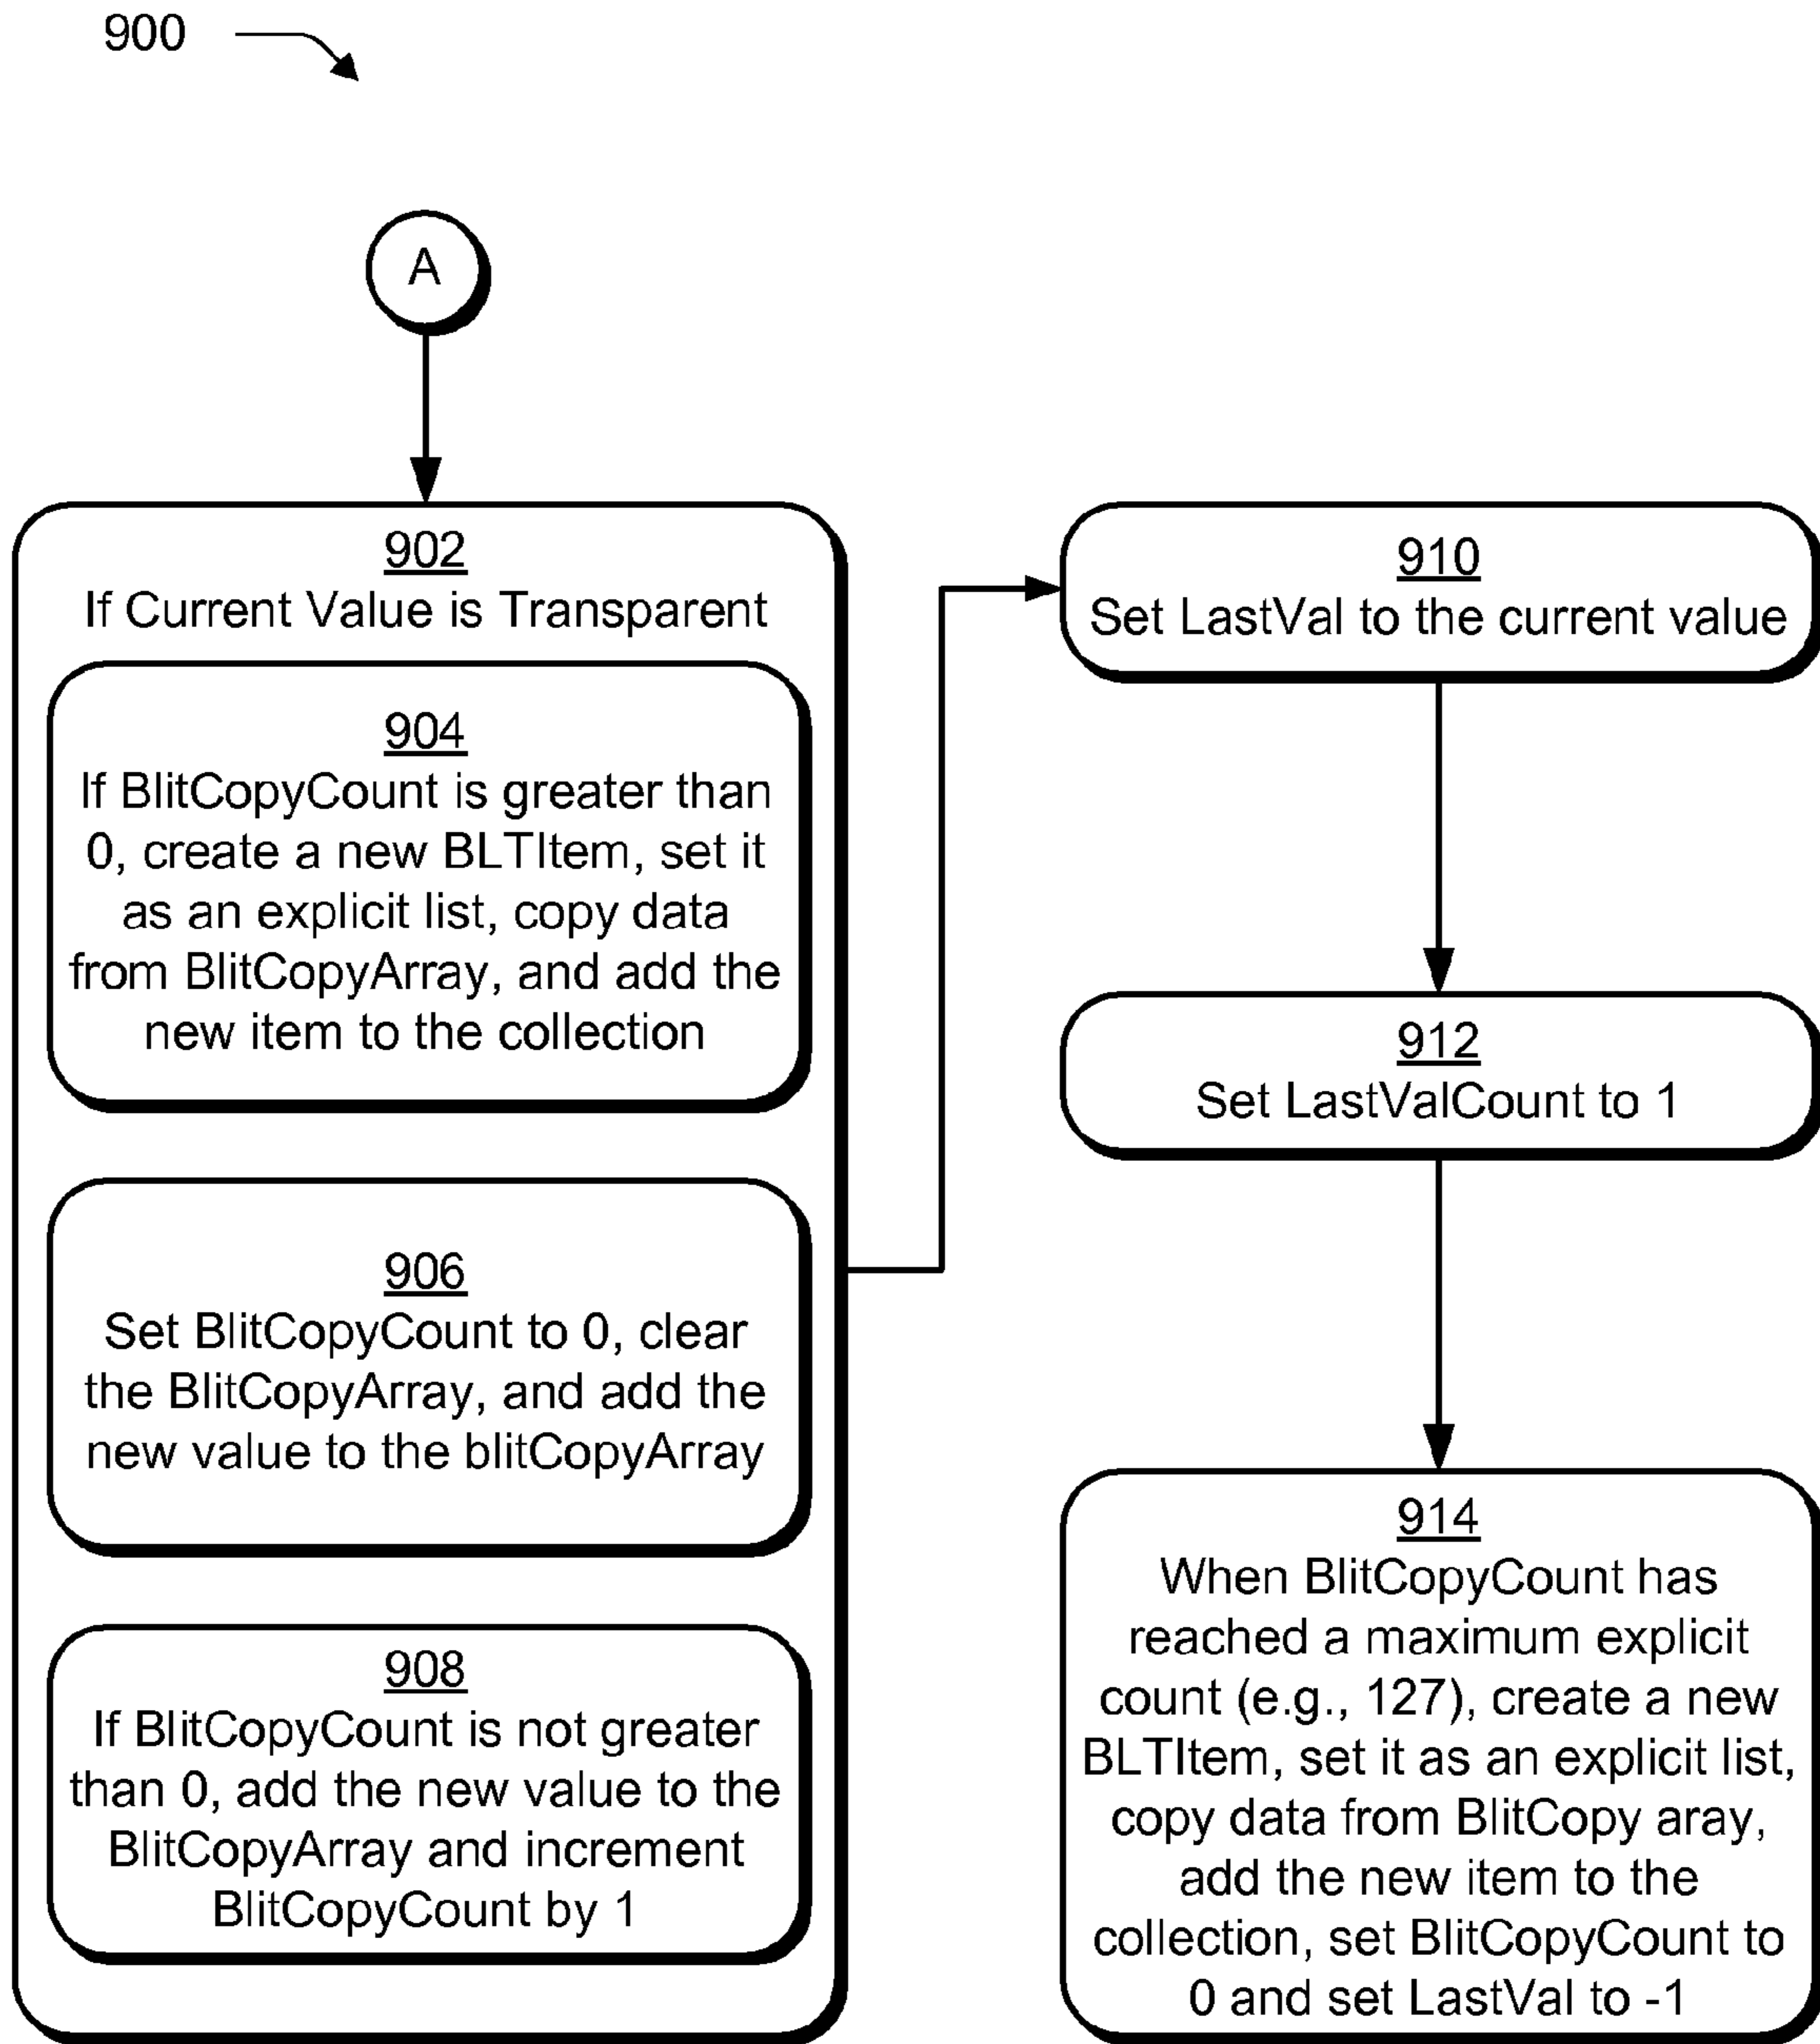 900
A
902
If Current Value is Transparent
904
If BlitCopyCount is greater than
0, create a new BLTItem, set it
as an explicit list, copy data
from BlitCopyArray, and add the
new item to the collection
906
Set BlitCopyCount to 0, clear
the BlitCopyArray, and add the
new value to the blitCopyArray
908
If BlitCopyCount is not greater
than 0, add the new value to the
BlitCopyArray and increment
BlitCopyCount by 1
910
Set LastVal to the current value
912
Set LastValCount to 1
914
When BlitCopyCount has
reached a maximum explicit
count (e.g., 127), create a new
BLTItem, set it as an explicit list,
copy data from BlitCopy aray,
add the new item to the
collection, set BlitCopyCount to
0 and set LastVal to -1